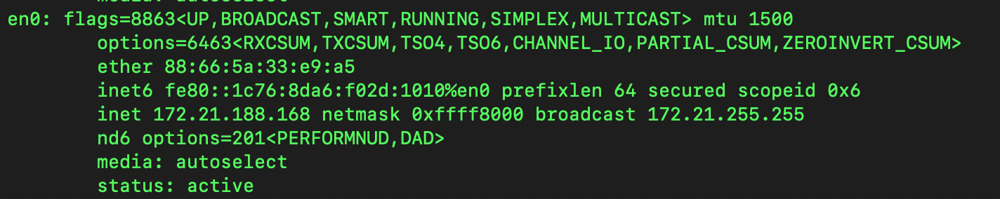 media: autoselect
en0: flags=8863<UP,BROADCAST,SMART,RUNNING,SIMPLEX,MULTICAST> mtu 1500
options=6463<RXCSUM,TXCSUM,TSO4,TSO6,CHANNEL_IO,PARTIAL_CSUM,ZEROINVERT_CSUM>
ether 88:66:5a:33:e9:a5
inet6 fe80::1c76:8da6:f02d:1010%en0 prefixlen 64 secured scopeid 0x6
inet 172.21.188.168 netmask 0xffff8000 broadcast 172.21.255.255
nd6 options=201<PERFORMNUD,DAD>
media: autoselect
status: active